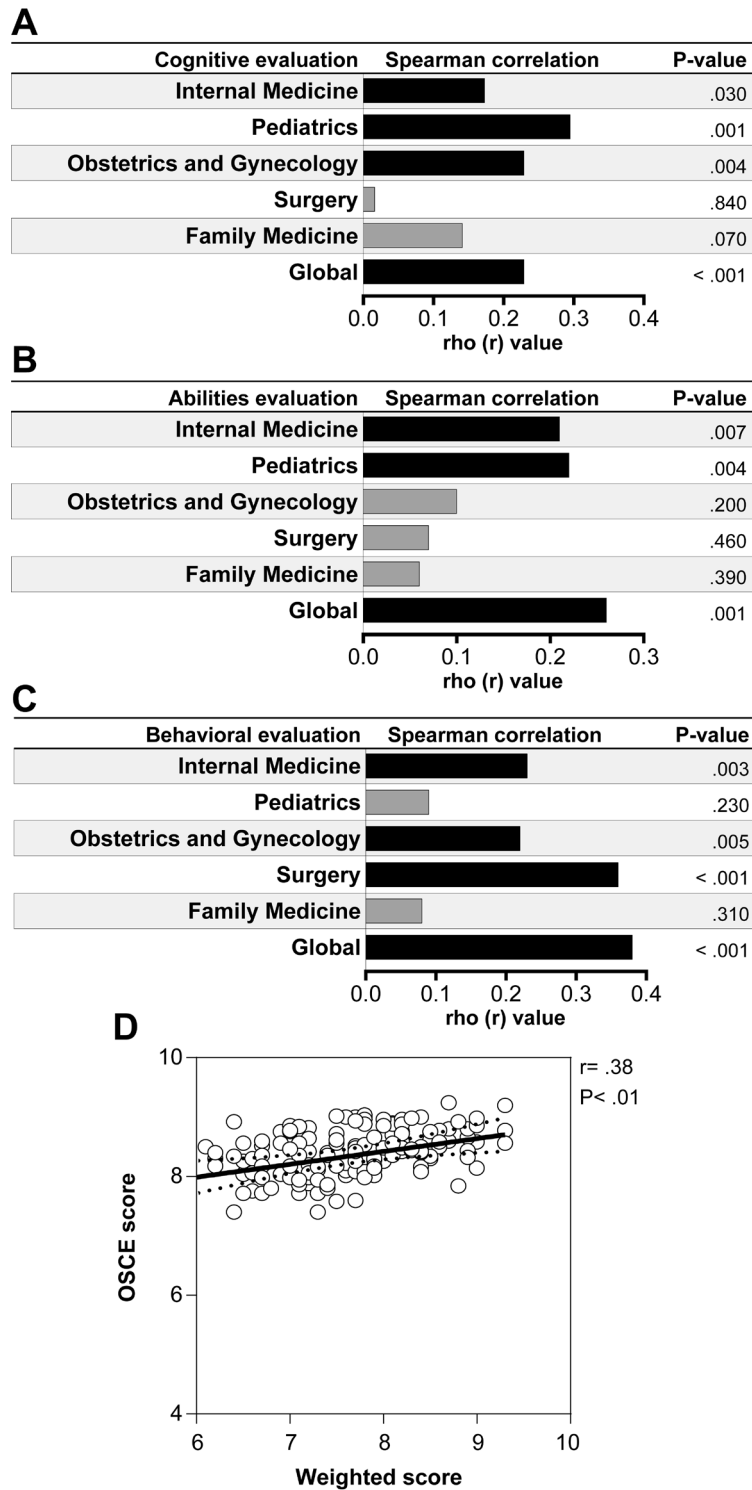 A
Cognitive evaluation Spearman correlation P-value
Internal Medicine .030
Pediatrics .001
Obstetrics and Gynecology .004
Surgery .840
Family Medicine .070
Global < .001
0.0 0.1 0.2 0.3 0.4
rho (r) value
B
Abilities evaluation Spearman correlation P-value
Internal Medicine .007
Pediatrics .004
Obstetrics and Gynecology .200
Surgery .460
Family Medicine .390
Global .001
0.0 0.1 0.2 0.3
rho (r) value
C
Behavioral evaluation Spearman correlation P-value
Internal Medicine .003
Pediatrics .230
Obstetrics and Gynecology .005
Surgery < .001
Family Medicine .310
Global < .001
0.0 0.1 0.2 0.3 0.4
rho (r) value
D
r= .38
P< .01
OSCE score
10
8
6
4
6 7 8 9 10
Weighted score